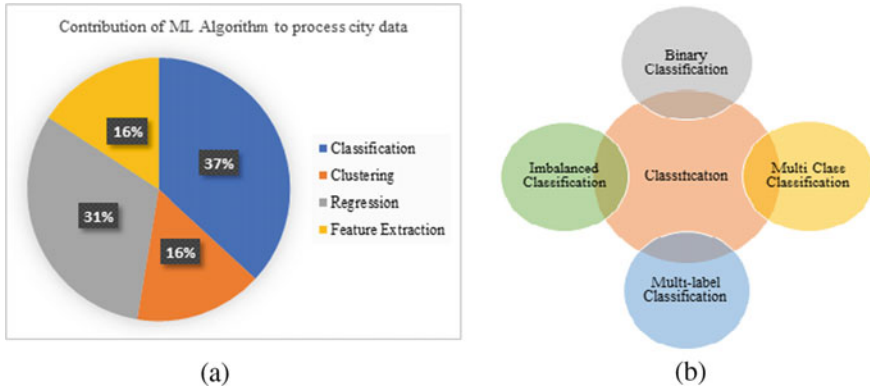 Contribution of ML Algorithm to process city data
37%
16%
31%
16%
Classification
Clustering
Regression
Feature Extraction
(a)
Binary
Classification
Imbalanced
Classification
Classification
Multi Class
Classification
Multi-label
Classification
(b)